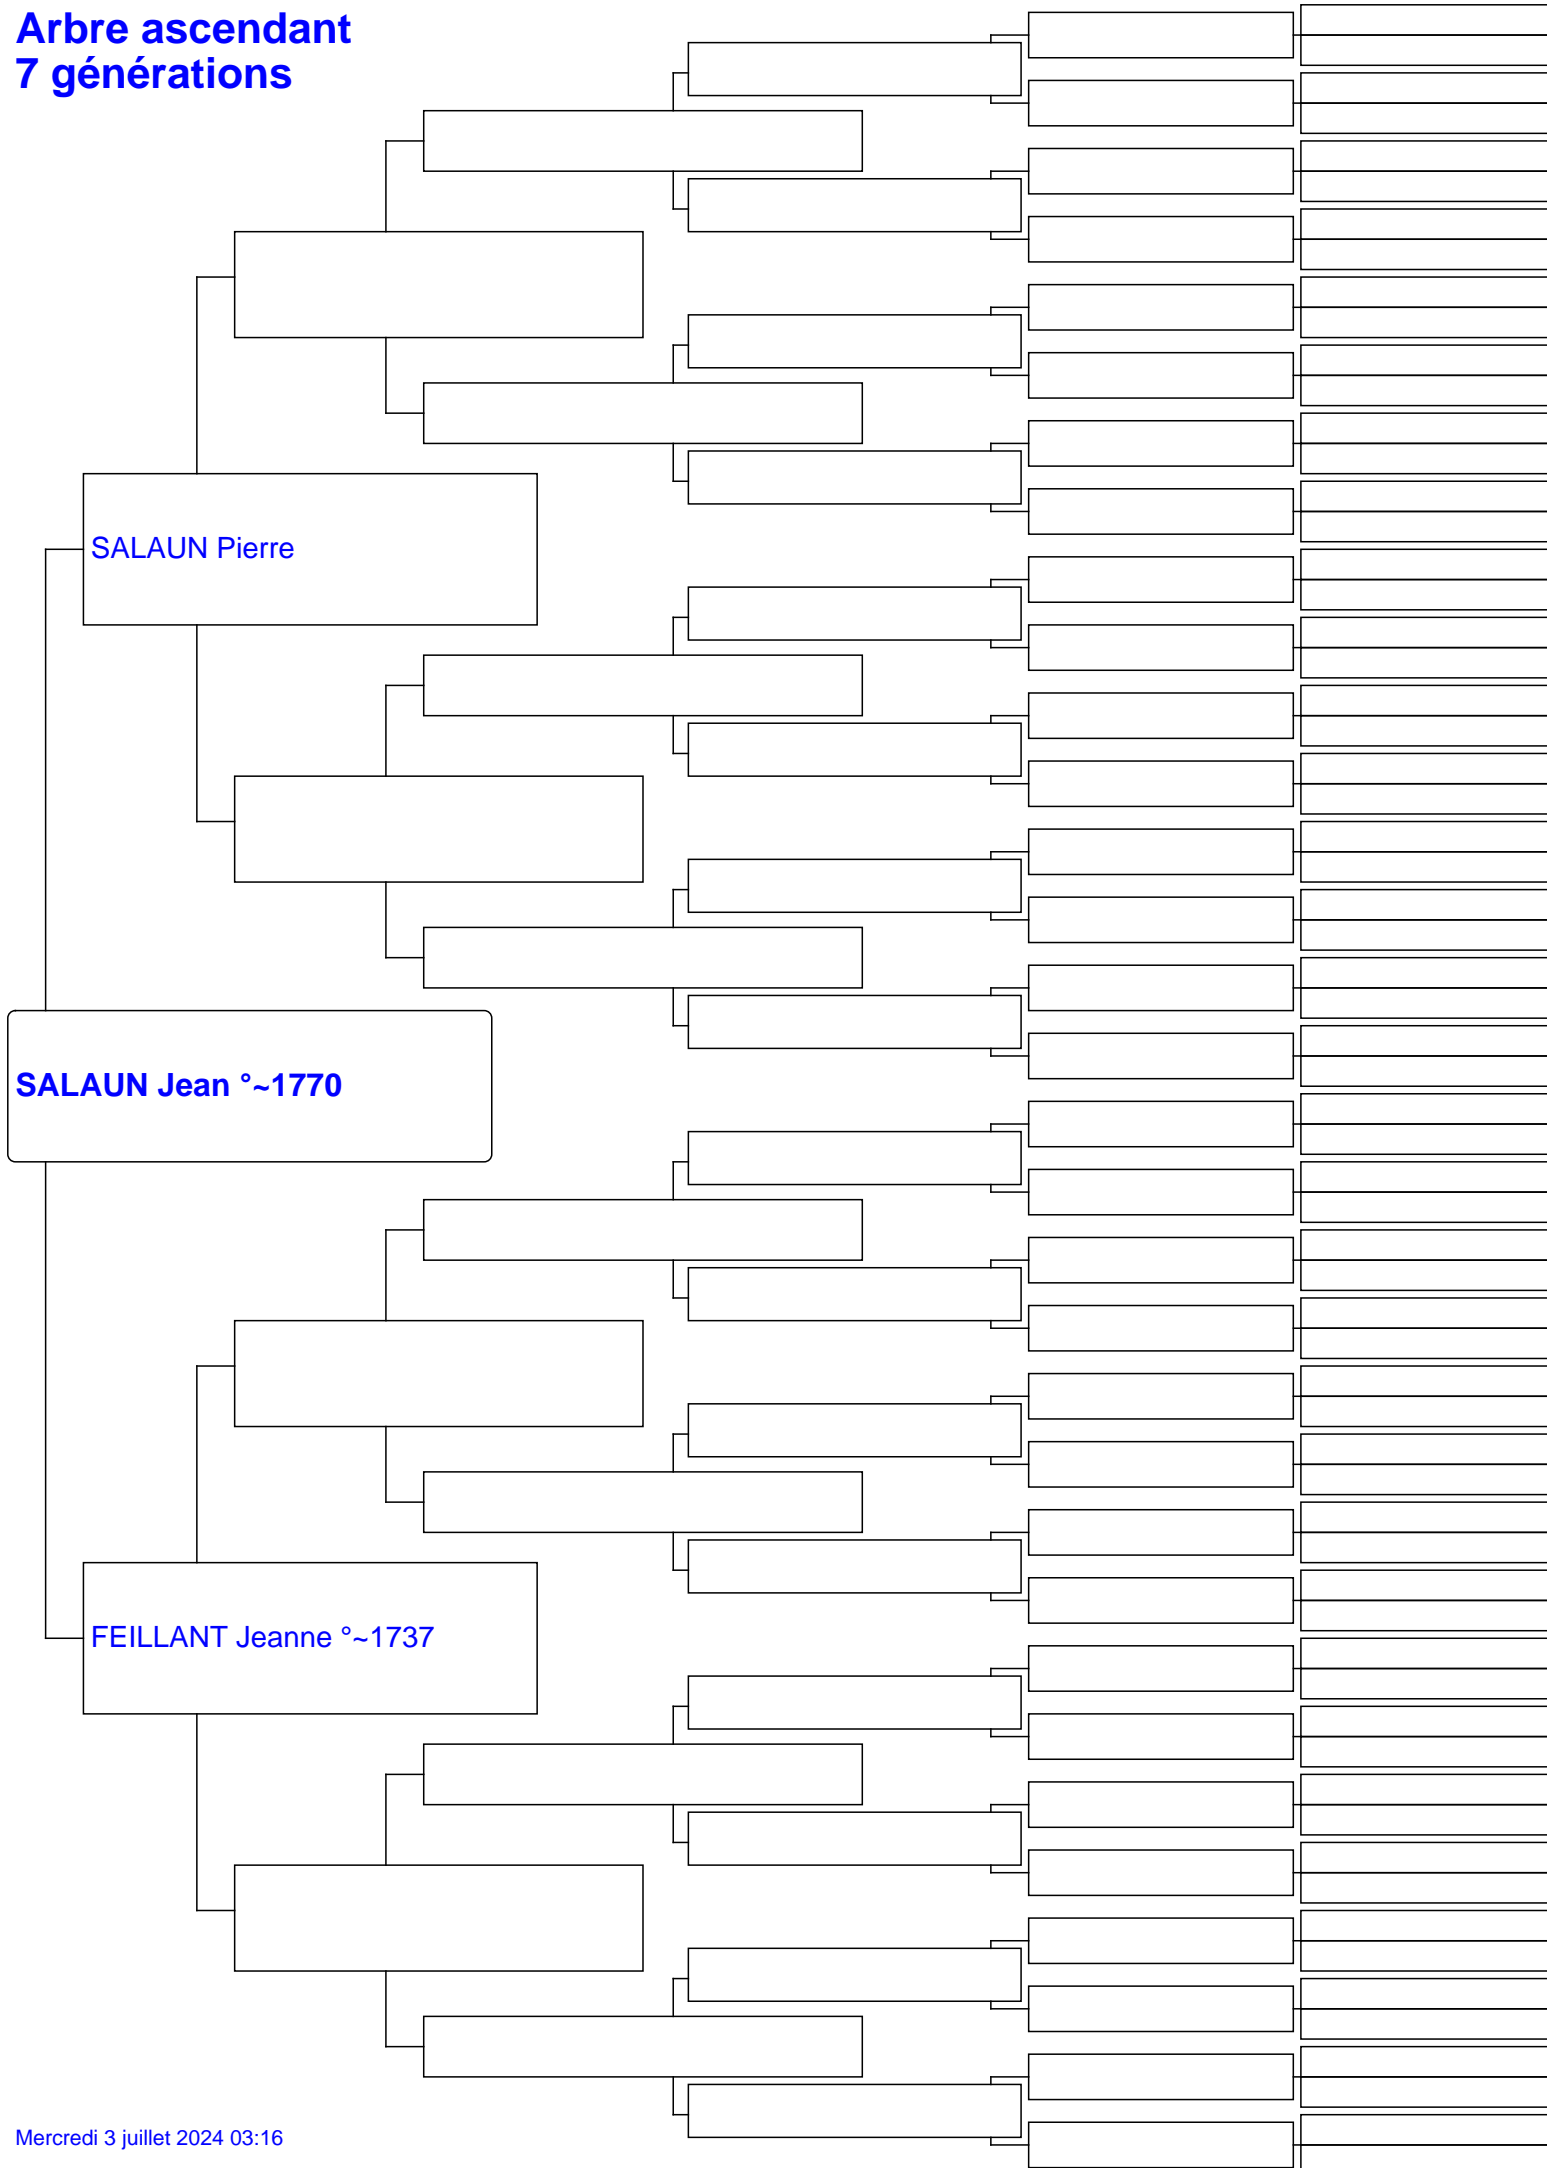 Arbre ascendant
7 générations
SALAUN Pierre
SALAUN Jean °~1770
FEILLANT Jeanne °~1737
Mercredi 3 juillet 2024 03:16